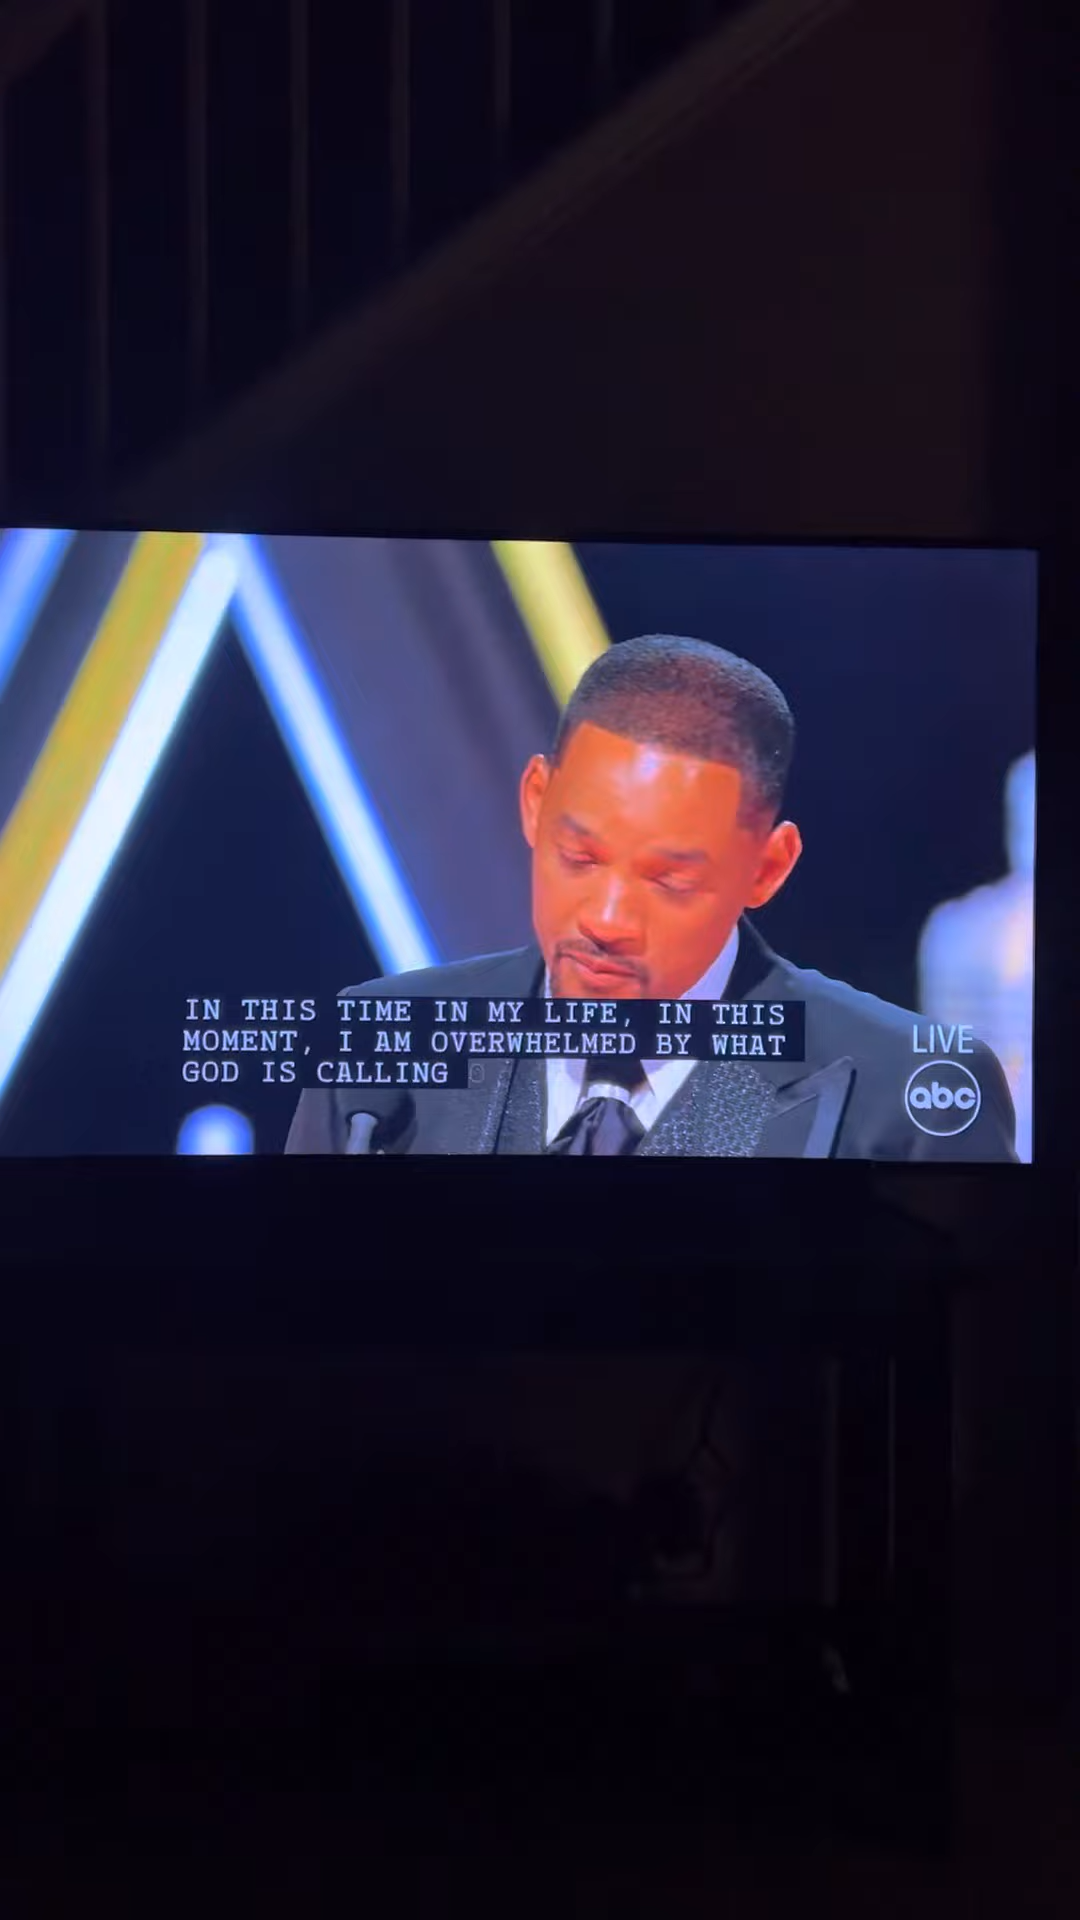 IN THIS TIME IN MY LIFE, IN THIS
MOMENT, I AM OVERWHELMED BY WHAT
GOD IS CALLING
LIVE
abc